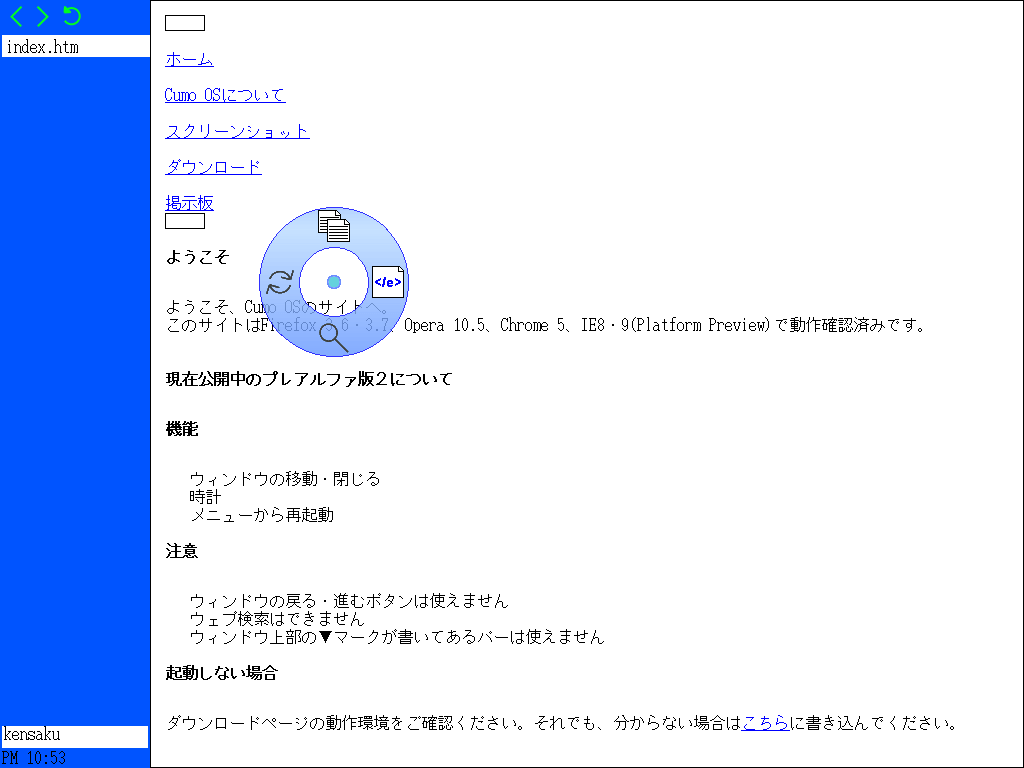 index.htm
ホーム
Cumo OSについて
スクリーンショット
ダウンロード
掲示板
ようこそ
</e>
ようこそ、Cumo OSのサイトへ。
このサイトはFirefox 3.6・3.7、Opera 10.5、Chrome 5、IE8・9(Platform Preview)で動作確認済みです。
現在公開中のプレアルファ版２について
機能
ウィンドウの移動・閉じる
時計
メニューから再起動
注意
ウィンドウの戻る・進むボタンは使えません
ウェブ検索はできません
ウィンドウ上部の▼マークが書いてあるバーは使えません
起動しない場合
ダウンロードページの動作環境をご確認ください。それでも、分からない場合はこちらに書き込んでください。
kensaku
PM 10:53